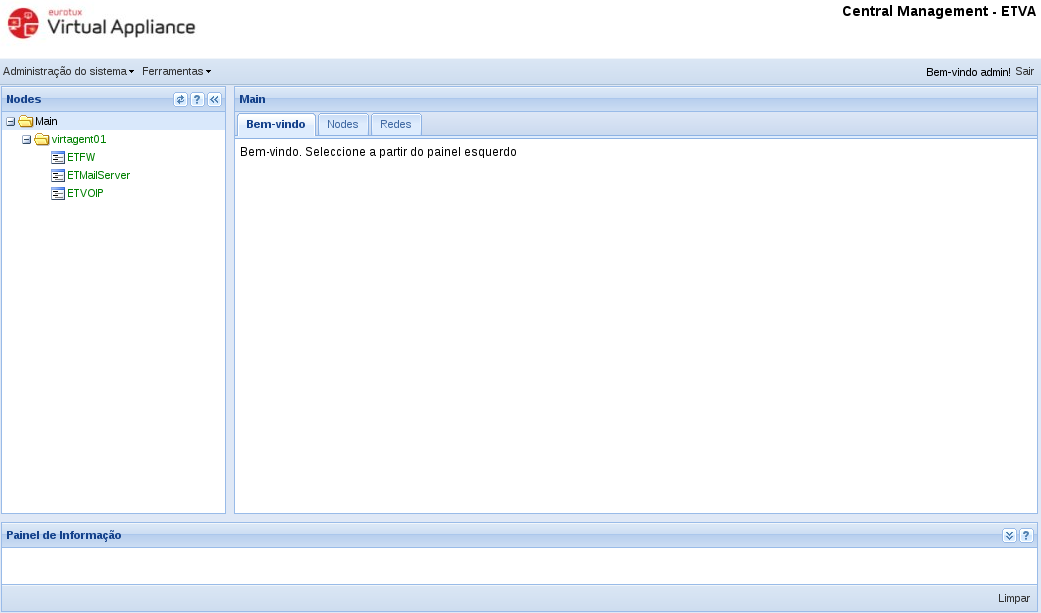 eurotux
Virtual Appliance
Central Management - ETVA
Administração do sistema Ferramentas
Bem-vindo admin! Sair
Nodes
Main
virtagent01
ETFW
ETMailServer
ETVOIP
Main
Bem-vindo Nodes Redes
Bem-vindo. Seleccione a partir do painel esquerdo
Painel de Informação
Limpar